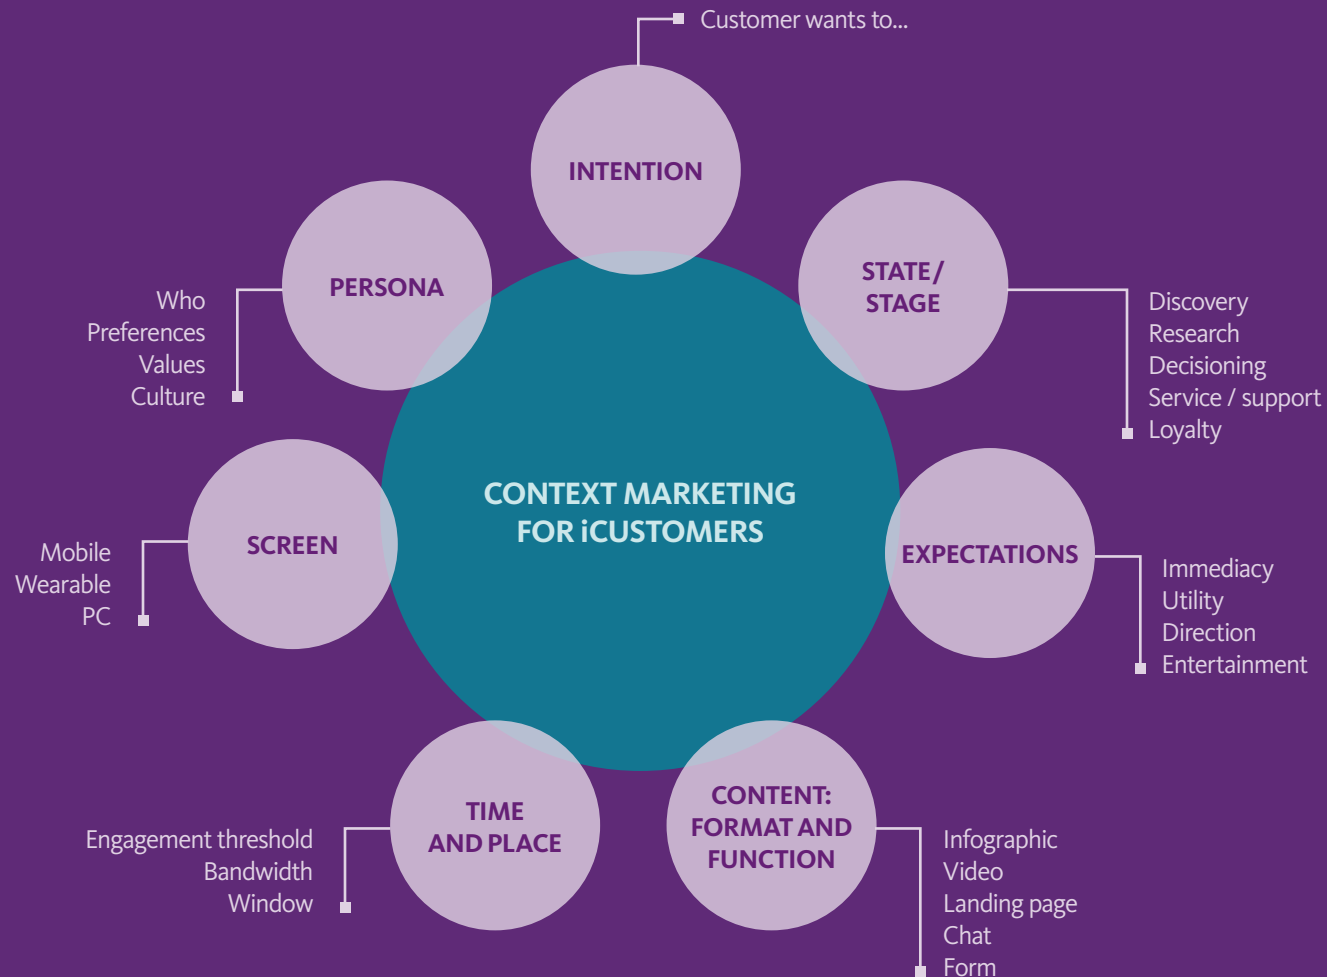 Customer wants to...
INTENTION
PERSONA
Who
Preferences
Values
Culture
STATE/
STAGE
Discovery
Research
Decisioning
Service / support
Loyalty
CONTEXT MARKETING
FOR iCUSTOMERS
SCREEN
Mobile
Wearable
PC
EXPECTATIONS
Immediacy
Utility
Direction
Entertainment
TIME
AND PLACE
Engagement threshold
Bandwidth
Window
CONTENT:
FORMAT AND
FUNCTION
Infographic
Video
Landing page
Chat
Form